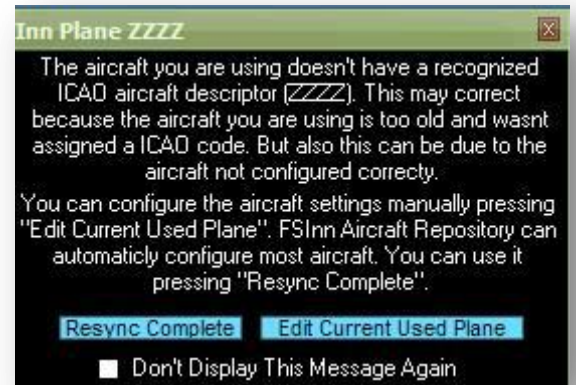 Inn Plane ZZZZ
The aircraft you are using doesn't have a recognized
ICAO aircraft descriptor (ZZZZ). This may correct
because the aircraft you are using is too old and wasnt
assigned a ICAO code. But also this can be due to the
aircraft not configured correcty.
You can configure the aircraft settings manually pressing
"Edit Current Used Plane". FSInn Aircraft Repository can
automaticly configure most aircraft. You can use it
pressing "Resync Complete".
Resync Complete Edit Current Used Plane
Don't Display This Message Again